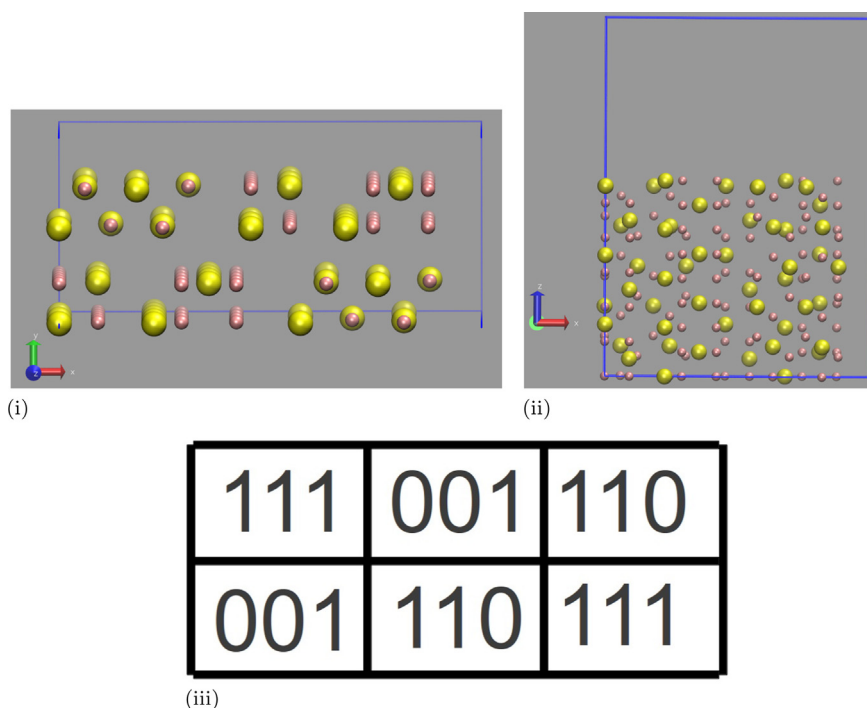 y
z x
z
y x
(i)
(ii)
111 001 110
001 110 111
(iii)